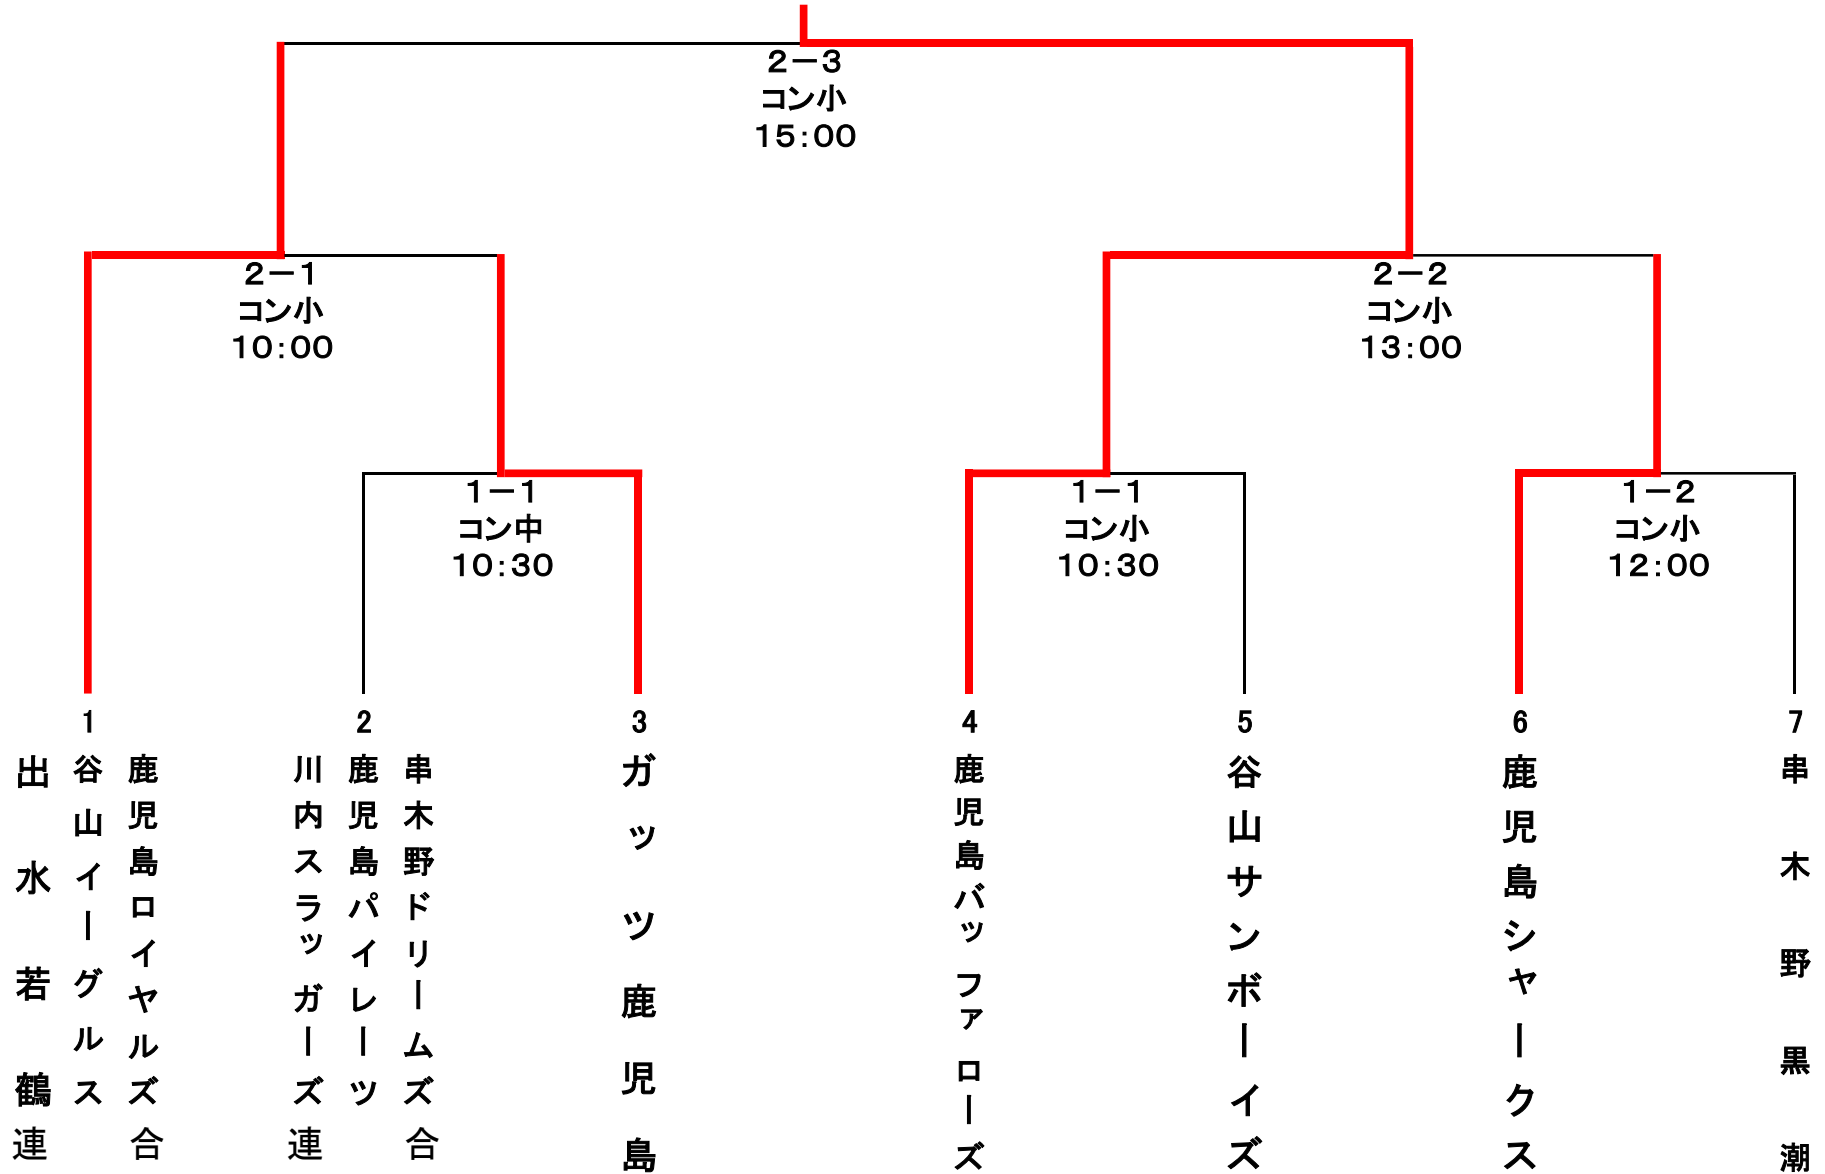 2-3
コン小
15:00
2-1
コン小
10:00
2-2
コン小
13:00
1-1
コン中
10:30
1-1
コン小
10:30
1-2
コン小
12:00
1
2
3
4
5
6
7
鹿児島ロイヤルズ
谷山イーグルス
出水若鶴
合
連
串木野ドリームズ
鹿児島パイレーツ
川内スラッガーズ
合
連
ガッツ鹿児島
鹿児島バッファローズ
谷山サンボーイズ
鹿児島シャークス
串木野黒潮